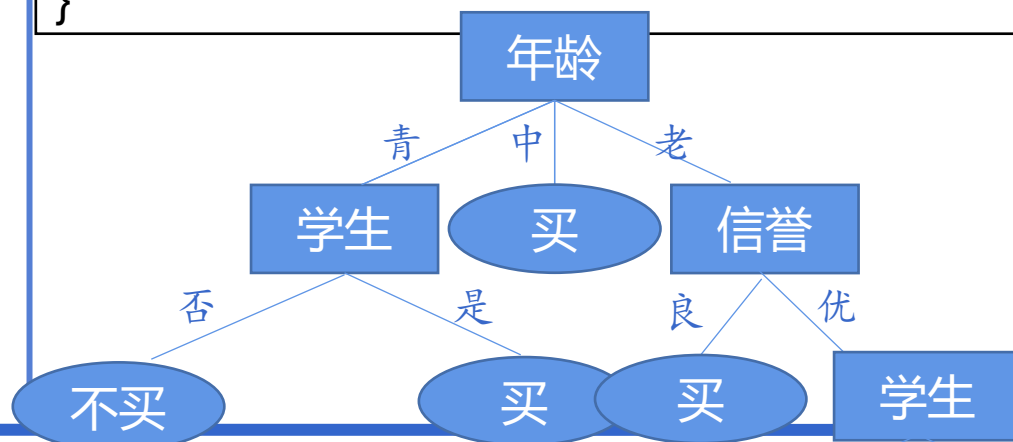 }
年龄
青 中 老
学生 买 信誉
否 是 良 优
不买 买 买 学生